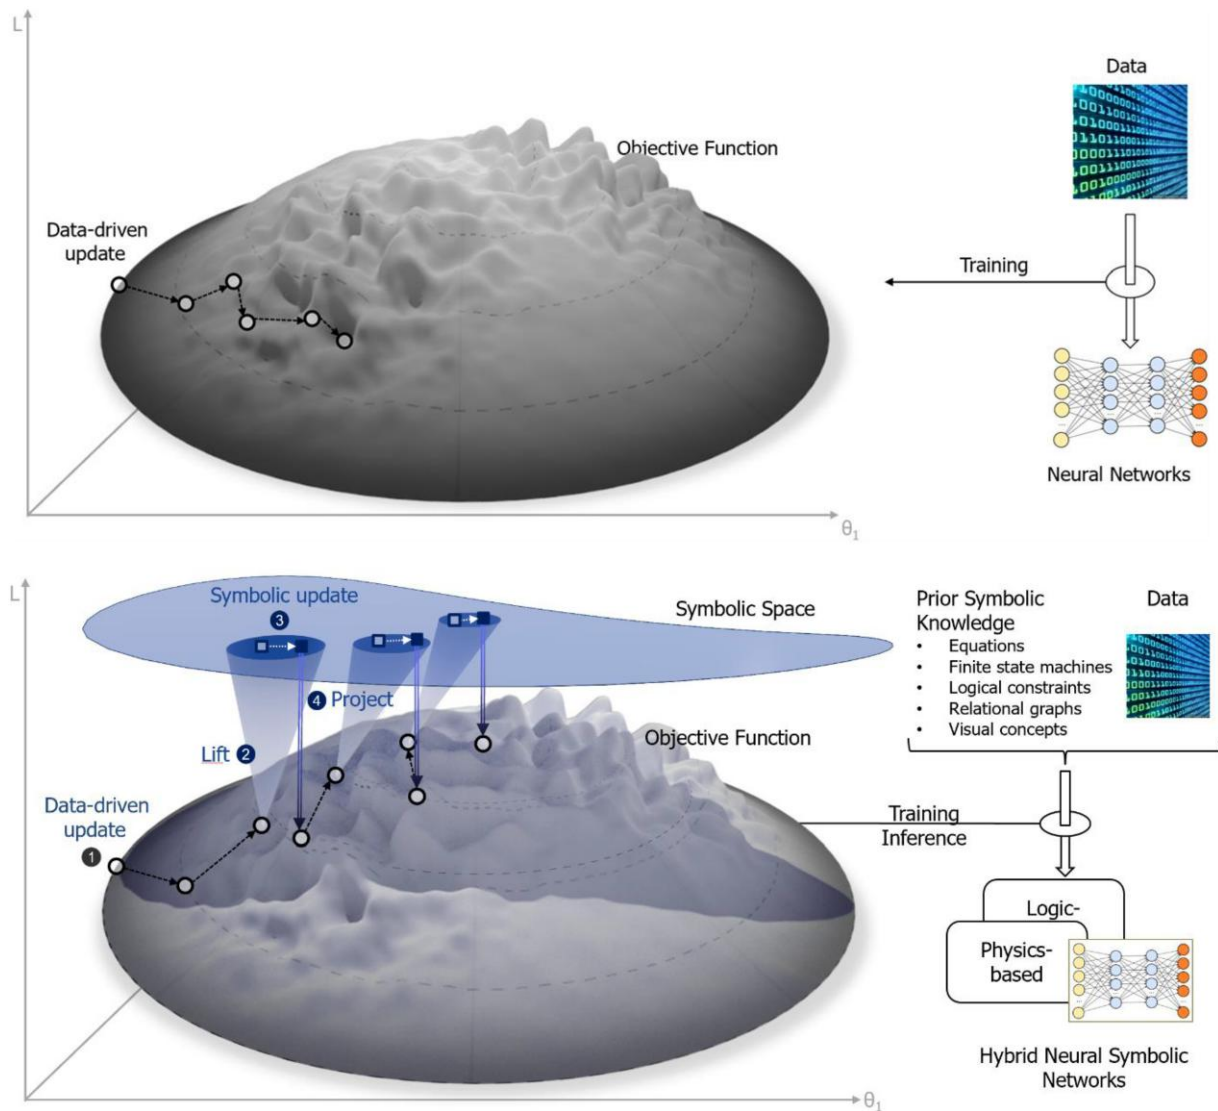 L
Data
Objective Function
Data-driven
update
Training
Neural Networks
θ1
L
Symbolic update
3
Symbolic Space
Prior Symbolic
Knowledge
Data
• Equations
• Finite state machines
• Logical constraints
• Relational graphs
• Visual concepts
4 Project
Lift 2
Objective Function
Data-driven
update
1
Training
Inference
Logic-
Physics-
based
Hybrid Neural Symbolic
Networks
θ1